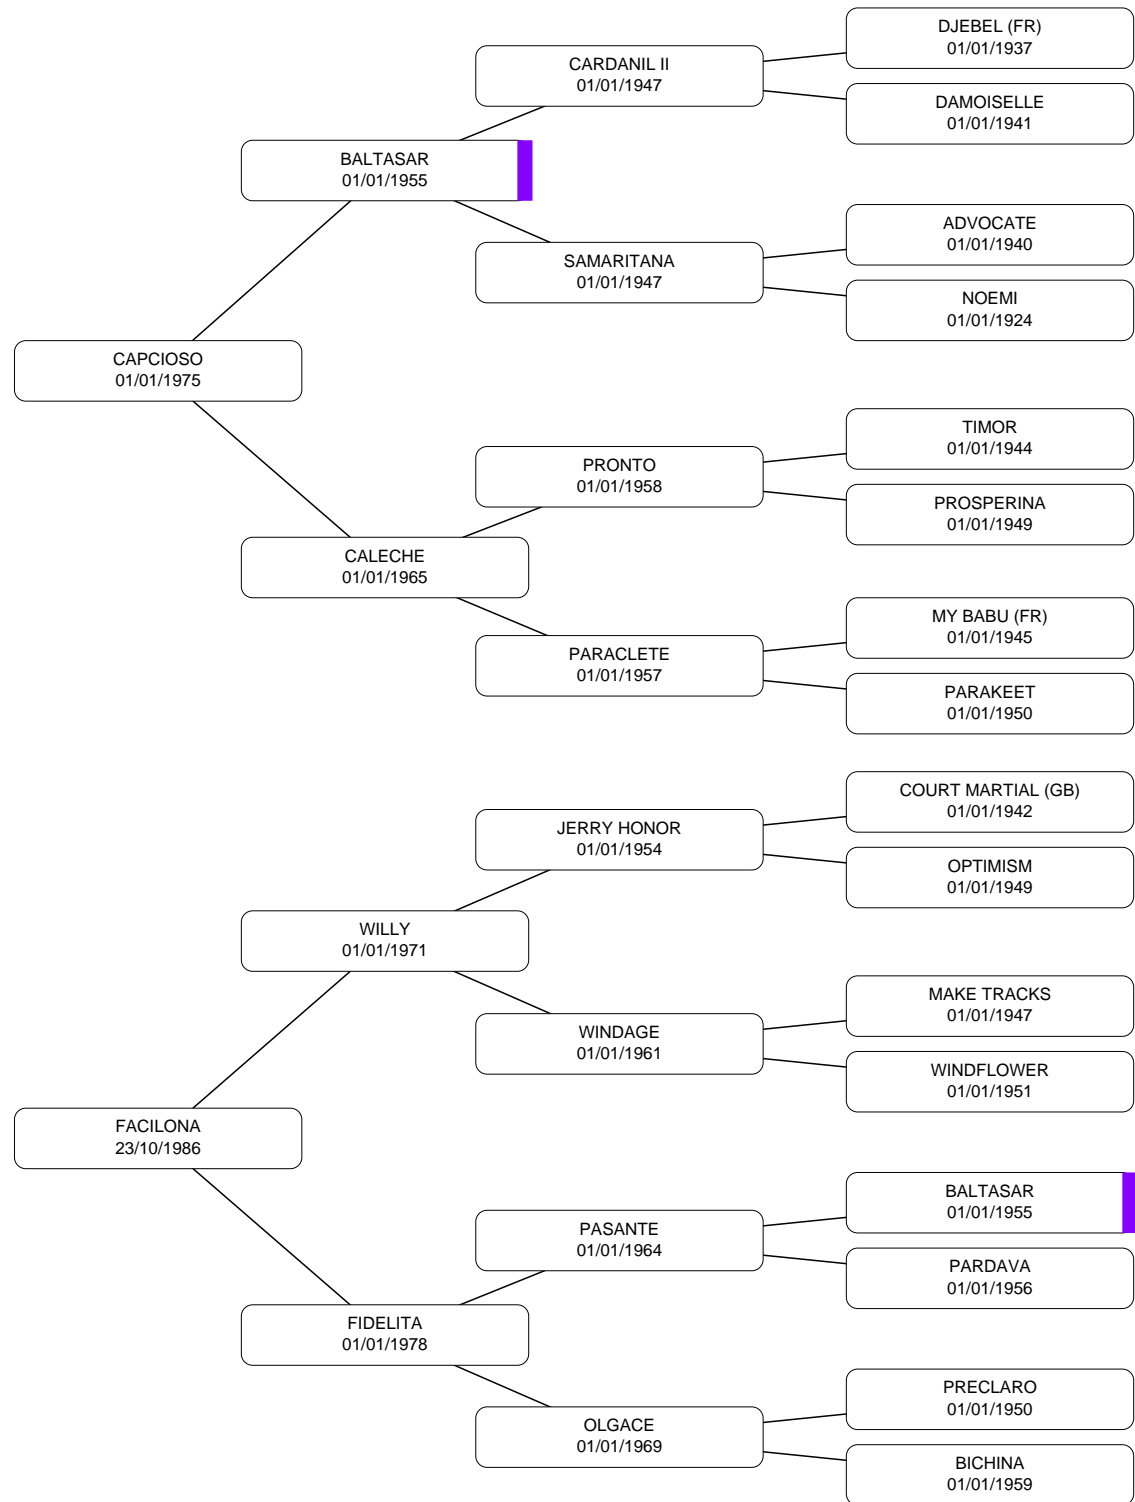 DJEBEL (FR)
01/01/1937
CARDANIL II
01/01/1947
DAMOISELLE
01/01/1941
BALTASAR
01/01/1955
ADVOCATE
01/01/1940
SAMARITANA
01/01/1947
NOEMI
01/01/1924
CAPCIOSO
01/01/1975
TIMOR
01/01/1944
PRONTO
01/01/1958
PROSPERINA
01/01/1949
CALECHE
01/01/1965
MY BABU (FR)
01/01/1945
PARACLETE
01/01/1957
PARAKEET
01/01/1950
COURT MARTIAL (GB)
01/01/1942
JERRY HONOR
01/01/1954
OPTIMISM
01/01/1949
WILLY
01/01/1971
MAKE TRACKS
01/01/1947
WINDAGE
01/01/1961
WINDFLOWER
01/01/1951
FACILONA
23/10/1986
BALTASAR
01/01/1955
PASANTE
01/01/1964
PARDAVA
01/01/1956
FIDELITA
01/01/1978
PRECLARO
01/01/1950
OLGACE
01/01/1969
BICHINA
01/01/1959